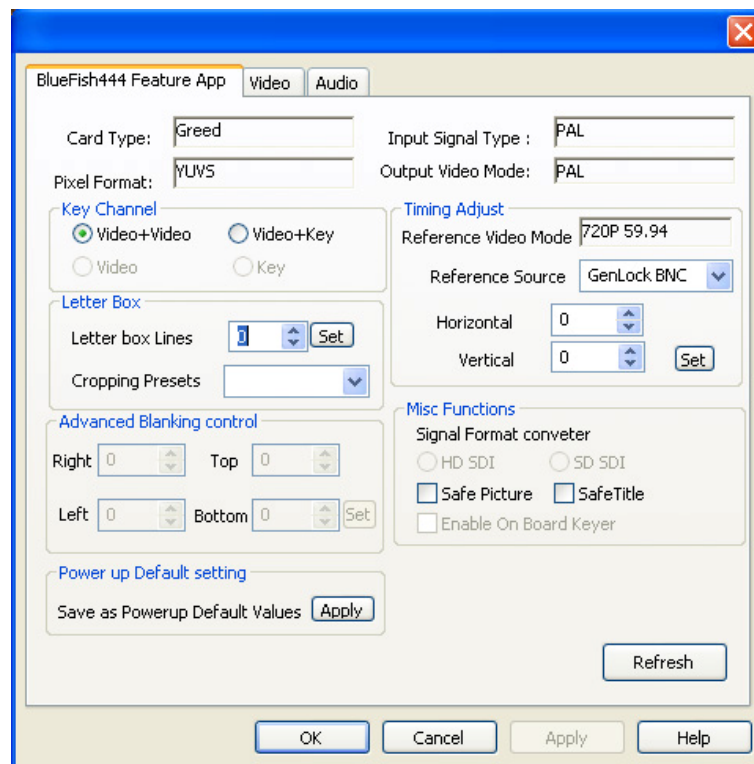 BlueFish444 Feature App Video Audio
Card Type: Greed
Input Signal Type : PAL
Pixel Format: YUVS
Output Video Mode: PAL
Key Channel
Video+Video Video+Key
Video Key
Timing Adjust
Reference Video Mode 720P 59.94
Reference Source GenLock BNC
Horizontal 0
Vertical 0 Set
Letter Box
Letter box Lines 0 Set
Cropping Presets
Advanced Blanking control
Right 0 Top 0
Left 0 Bottom 0 Set
Misc Functions
Signal Format conveter
HD SDI SD SDI
Safe Picture SafeTitle
Enable On Board Keyer
Power up Default setting
Save as Powerup Default Values Apply
Refresh
OK Cancel Apply Help